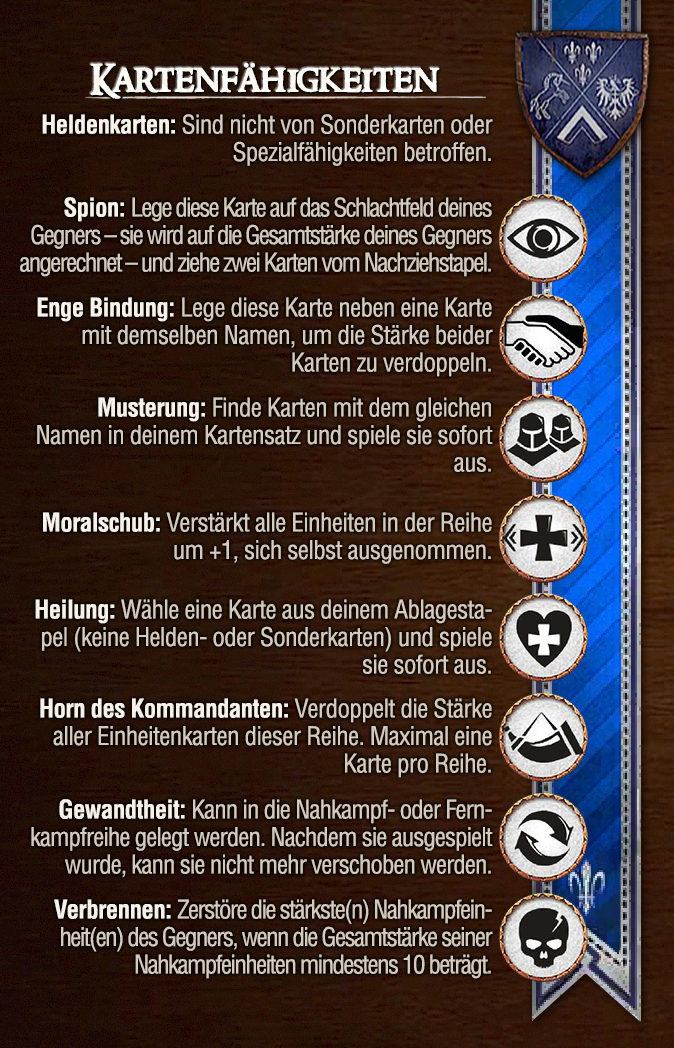 Kartenfähigkeiten
Heldenkarten: Sind nicht von Sonderkarten oder
Spezialfähigkeiten betroffen.
Spion: Lege diese Karte auf das Schlachtfeld deines
Gegners – sie wird auf die Gesamtstärke deines Gegners
angerechnet – und ziehe zwei Karten vom Nachziehstapel.
Enge Bindung: Lege diese Karte neben eine Karte
mit demselben Namen, um die Stärke beider
Karten zu verdoppeln.
Musterung: Finde Karten mit dem gleichen
Namen in deinem Kartensatz und spiele sie sofort
aus.
Moralschub: Verstärkt alle Einheiten in der Reihe
um +1, sich selbst ausgenommen.
Heilung: Wähle eine Karte aus deinem Ablagesta-
pel (keine Helden- oder Sonderkarten) und spiele
sie sofort aus.
Horn des Kommandanten: Verdoppelt die Stärke
aller Einheitenkarten dieser Reihe. Maximal eine
Karte pro Reihe.
Gewandtheit: Kann in die Nahkampf- oder Fern-
kampfreihe gelegt werden. Nachdem sie ausgespielt
wurde, kann sie nicht mehr verschoben werden.
Verbrennen: Zerstöre die stärkste(n) Nahkampfein-
heit(en) des Gegners, wenn die Gesamtstärke seiner
Nahkampfeinheiten mindestens 10 beträgt.